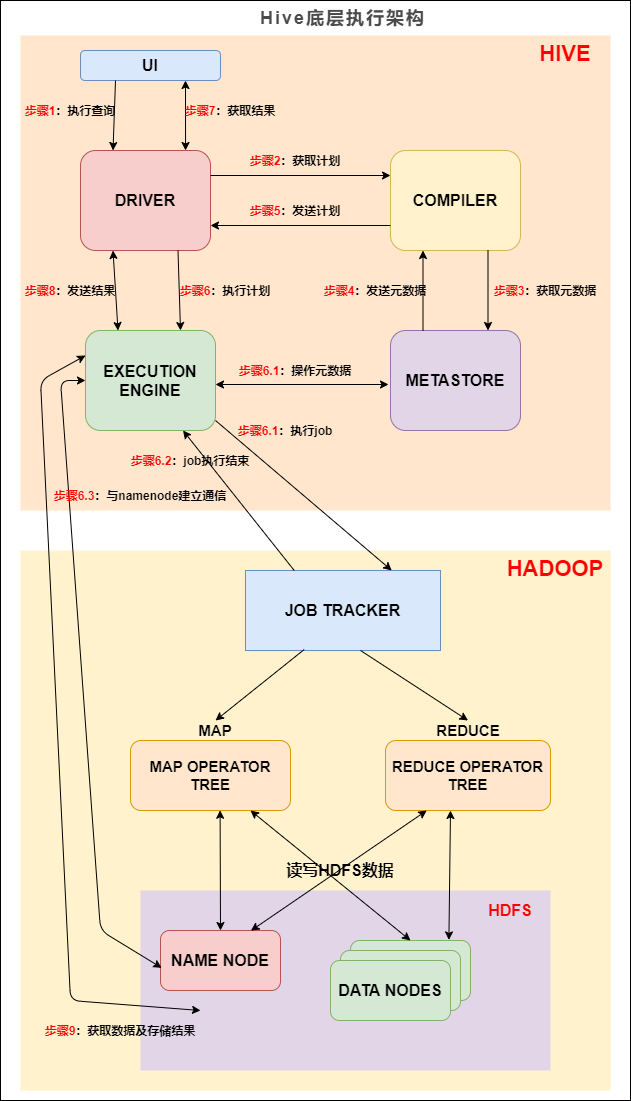 Hive底层执行架构
HIVE
UI
步骤1：执行查询
步骤7：获取结果
步骤2：获取计划
DRIVER
COMPILER
步骤5：发送计划
步骤8：发送结果
步骤6：执行计划
步骤4：发送元数据
步骤3：获取元数据
EXECUTION
ENGINE
步骤6.1：操作元数据
METASTORE
步骤6.1：执行job
步骤6.2：job执行结束
步骤6.3：与namenode建立通信
HADOOP
JOB TRACKER
MAP
REDUCE
MAP OPERATOR
TREE
REDUCE OPERATOR
TREE
读写HDFS数据
HDFS
NAME NODE
DATA NODES
步骤9：获取数据及存储结果